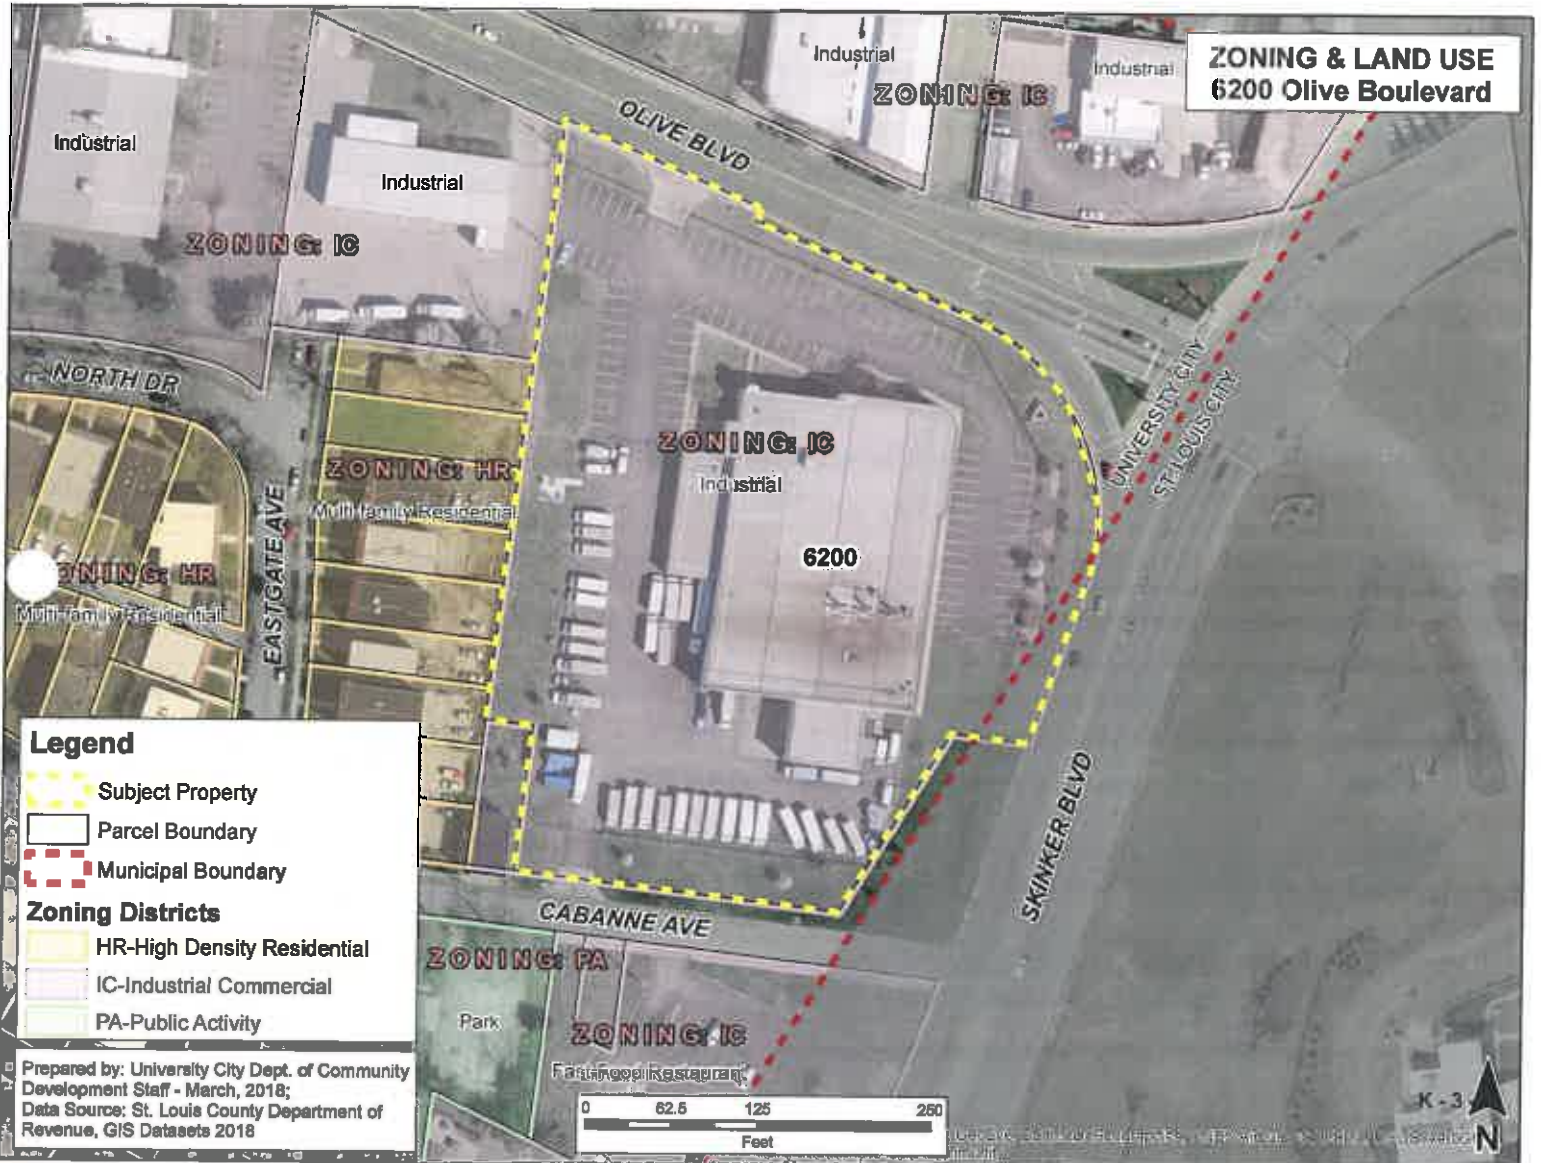 ZONING & LAND USE
6200 Olive Boulevard
Industrial
ZONING: IC
Industrial
OLIVE BLVD
Industrial
Industrial
ZONING: IC
NORTH DR
ZONING: IC
Industrial
ZONING: HR
Multi-family Residential
EASTGATE AVE
6200
UNIVERSITY CITY
ST LOUIS CITY
ZONING: HR
Multi-family Residential
SKINKER BLVD
Legend
Subject Property
Parcel Boundary
Municipal Boundary
Zoning Districts
HR-High Density Residential
IC-Industrial Commercial
PA-Public Activity
Prepared by: University City Dept. of Community
Development Staff - March, 2018;
Data Source: St. Louis County Department of
Revenue, GIS Datasets 2018
CABANNE AVE
ZONING: PA
Park
ZONING: IC
Fast-Food Restaurant
0 62.5 125 250
Feet
K - 3
N